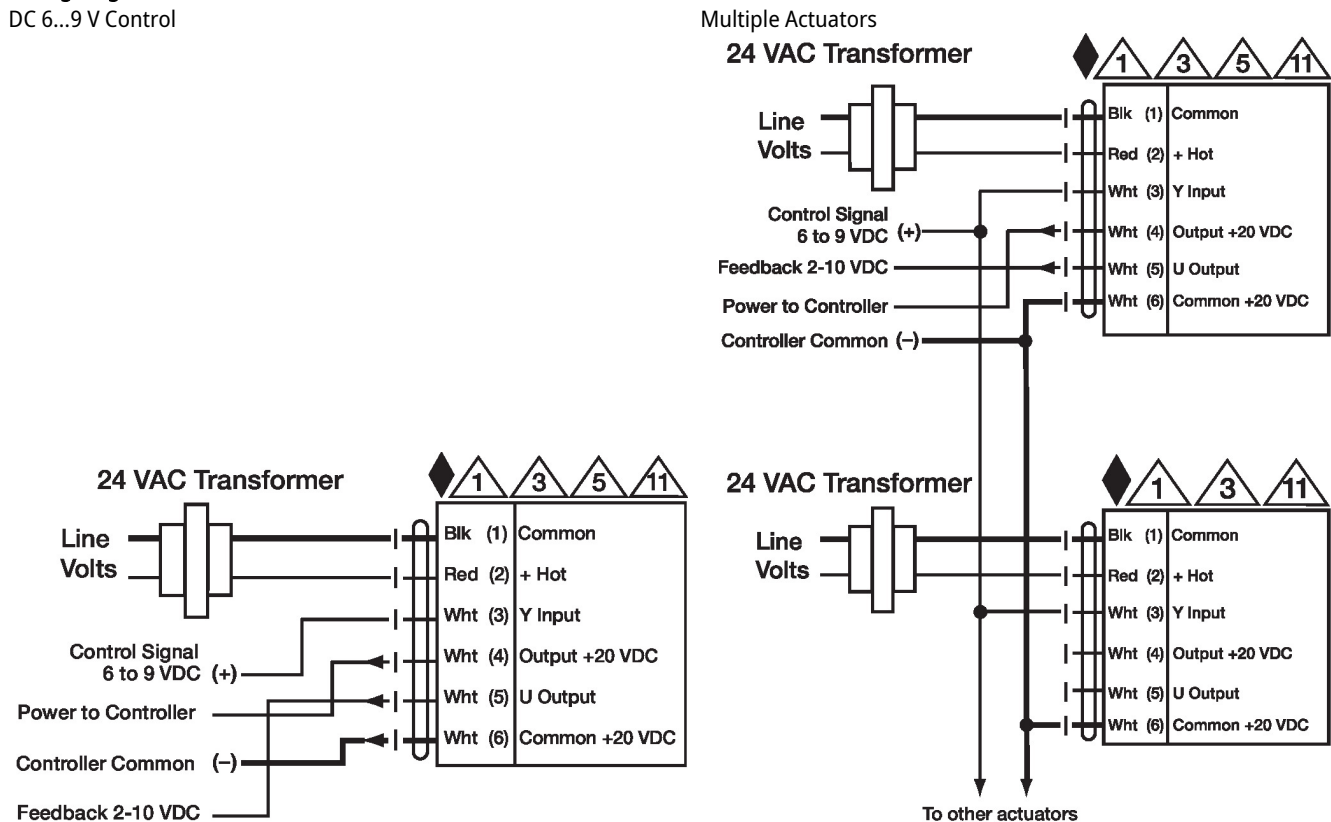 DC 6...9 V Control
Multiple Actuators
24 VAC Transformer
1 3 5 11
Line
Volts
Blk (1) Common
Red (2) + Hot
Wht (3) Y Input
Control Signal
6 to 9 VDC (+)
Wht (4) Output +20 VDC
Feedback 2-10 VDC
Wht (5) U Output
Power to Controller
Wht (6) Common +20 VDC
Controller Common (–)
24 VAC Transformer
1 3 5 11
Line
Volts
Blk (1) Common
Red (2) + Hot
Wht (3) Y Input
Control Signal
6 to 9 VDC (+)
Wht (4) Output +20 VDC
Wht (5) U Output
Power to Controller
Wht (6) Common +20 VDC
Controller Common (–)
Feedback 2-10 VDC
24 VAC Transformer
1 3 11
Line
Volts
Blk (1) Common
Red (2) + Hot
Wht (3) Y Input
Wht (4) Output +20 VDC
Wht (5) U Output
Wht (6) Common +20 VDC
To other actuators